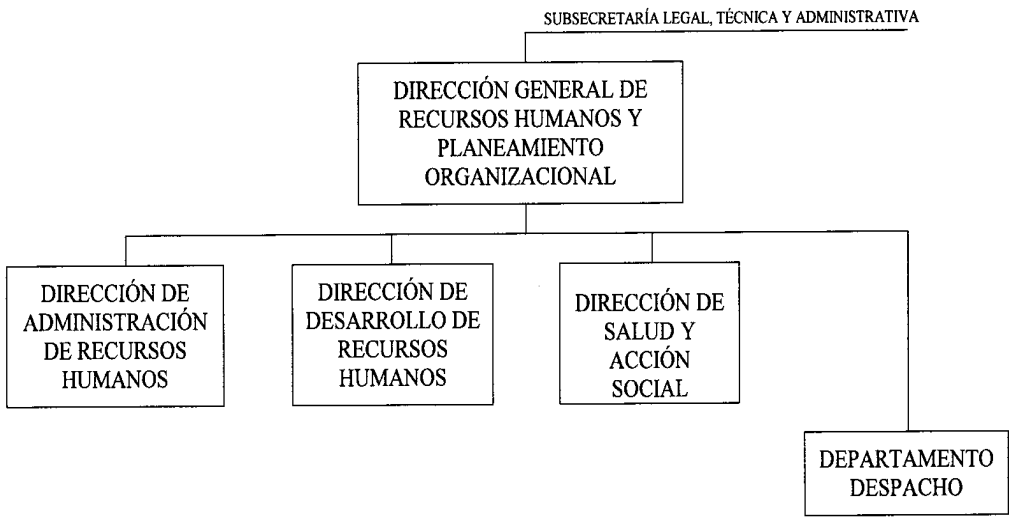 SUBSECRETARÍA LEGAL, TÉCNICA Y ADMINISTRATIVA
DIRECCIÓN GENERAL DE
RECURSOS HUMANOS Y
PLANEAMIENTO
ORGANIZACIONAL
DIRECCIÓN DE
ADMINISTRACIÓN
DE RECURSOS
HUMANOS
DIRECCIÓN DE
DESARROLLO DE
RECURSOS
HUMANOS
DIRECCIÓN DE
SALUD Y
ACCIÓN
SOCIAL
DEPARTAMENTO
DESPACHO